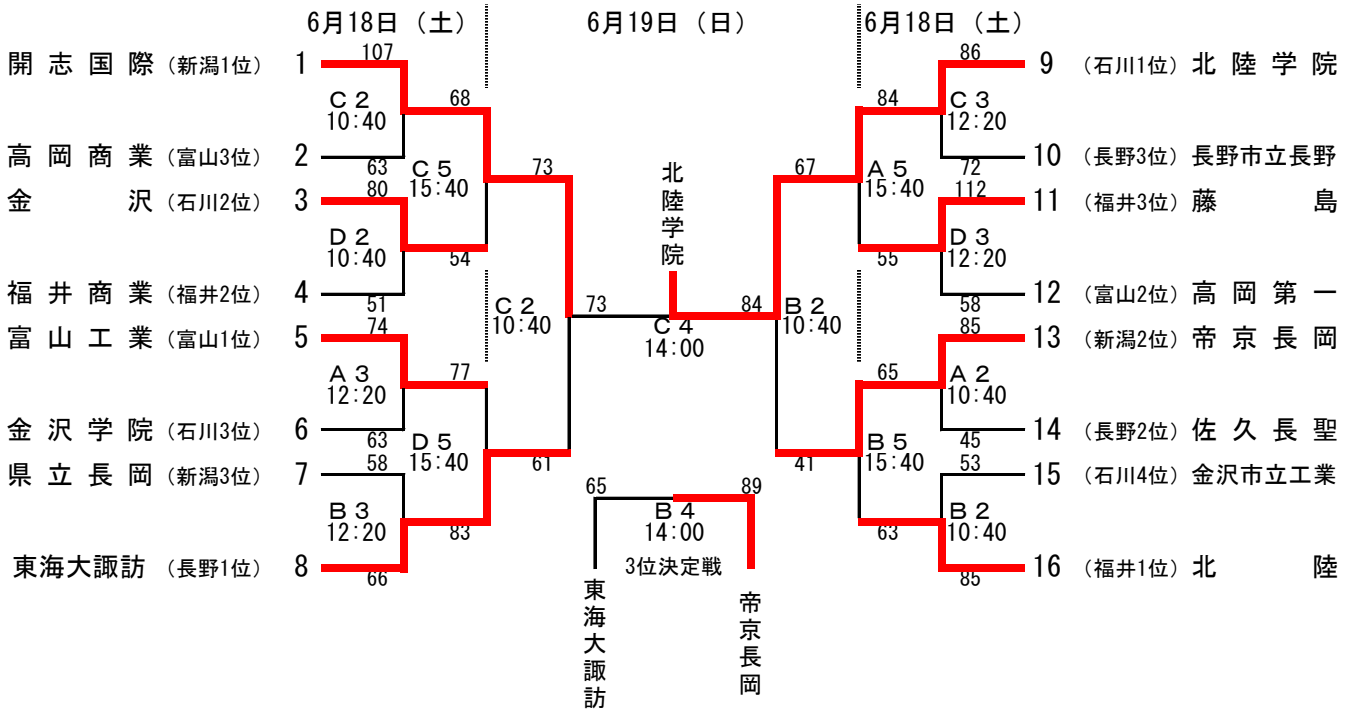 6月18日（土）
6月19日（日）
6月18日（土）
開志国際（新潟1位） 1
107
C2
10:40
68
高岡商業（富山3位） 2
63
C5
15:40
73
金沢（石川2位） 3
80
D2
10:40
54
福井商業（福井2位） 4
51
C2
10:40
73
富山工業（富山1位） 5
74
A3
12:20
77
金沢学院（石川3位） 6
63
D5
15:40
61
県立長岡（新潟3位） 7
58
B3
12:20
83
東海大諏訪（長野1位） 8
66
北陸学院
C4
14:00
84
65
89
B4
14:00
3位決定戦
東海大諏訪
帝京長岡
86
9 （石川1位）北陸学院
84
C3
12:20
67
A5
15:40
72
10 （長野3位）長野市立長野
112
11 （福井3位）藤島
D3
12:20
55
58
12 （富山2位）高岡第一
B2
10:40
85
13 （新潟2位）帝京長岡
65
A2
10:40
45
14 （長野2位）佐久長聖
41
B5
15:40
53
15 （石川4位）金沢市立工業
B2
10:40
63
85
16 （福井1位）北陸